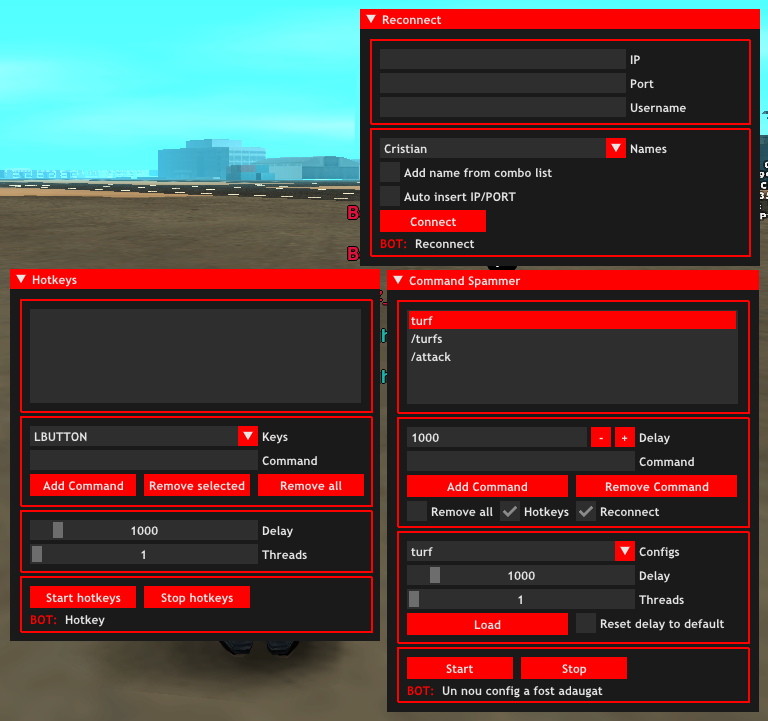 Reconnect
IP
Port
Username
Cristian
Names
Add name from combo list
Auto insert IP/PORT
Connect
BOT: Reconnect
Hotkeys
LBUTTON
Keys
Command
Add Command Remove selected Remove all
1000 Delay
1 Threads
Start hotkeys Stop hotkeys
BOT: Hotkey
Command Spammer
turf
/turfs
/attack
1000 - + Delay
Command
Add Command Remove Command
Remove all Hotkeys Reconnect
turf Configs
1000 Delay
1 Threads
Load Reset delay to default
Start Stop
BOT: Un nou config a fost adaugat